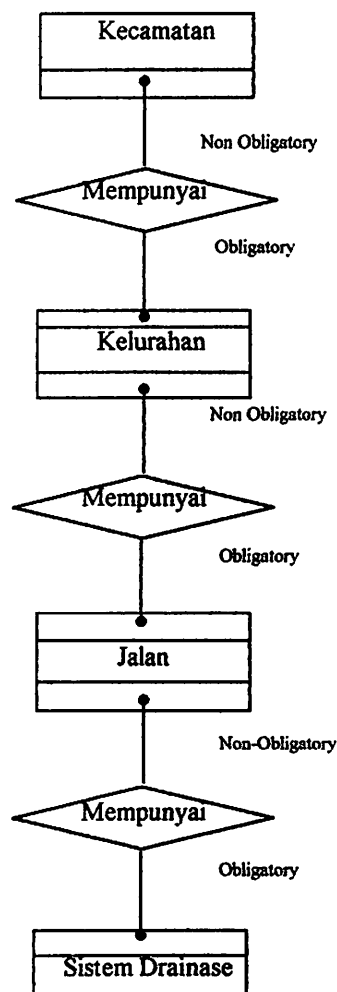 Kecamatan
Non Obligatory
Mempunyai
Obligatory
Kelurahan
Non Obligatory
Mempunyai
Obligatory
Jalan
Non-Obligatory
Mempunyai
Obligatory
Sistem Drainase